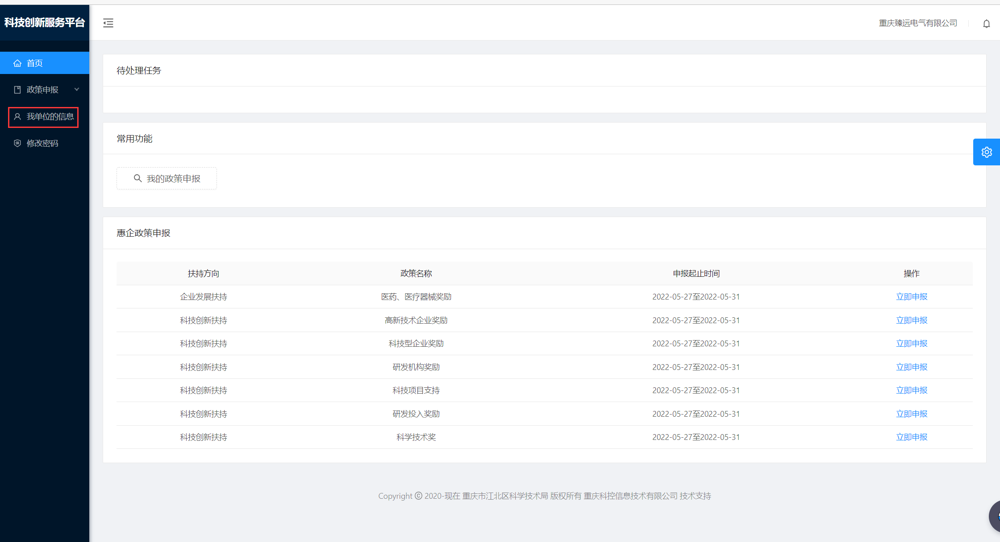 科技创新服务平台
重庆臻远电气有限公司
首页
政策申报
我单位的信息
修改密码
待处理任务
常用功能
我的政策申报
惠企政策申报
扶持方向 政策名称 申报起止时间 操作
企业发展扶持 医药、医疗器械奖励 2022-05-27至2022-05-31 立即申报
科技创新扶持 高新技术企业奖励 2022-05-27至2022-05-31 立即申报
科技创新扶持 科技型企业奖励 2022-05-27至2022-05-31 立即申报
科技创新扶持 研发机构奖励 2022-05-27至2022-05-31 立即申报
科技创新扶持 科技项目支持 2022-05-27至2022-05-31 立即申报
科技创新扶持 研发投入奖励 2022-05-27至2022-05-31 立即申报
科技创新扶持 科学技术奖 2022-05-27至2022-05-31 立即申报
Copyright © 2020-现在 重庆市江北区科学技术局 版权所有 重庆科控信息技术有限公司 技术支持